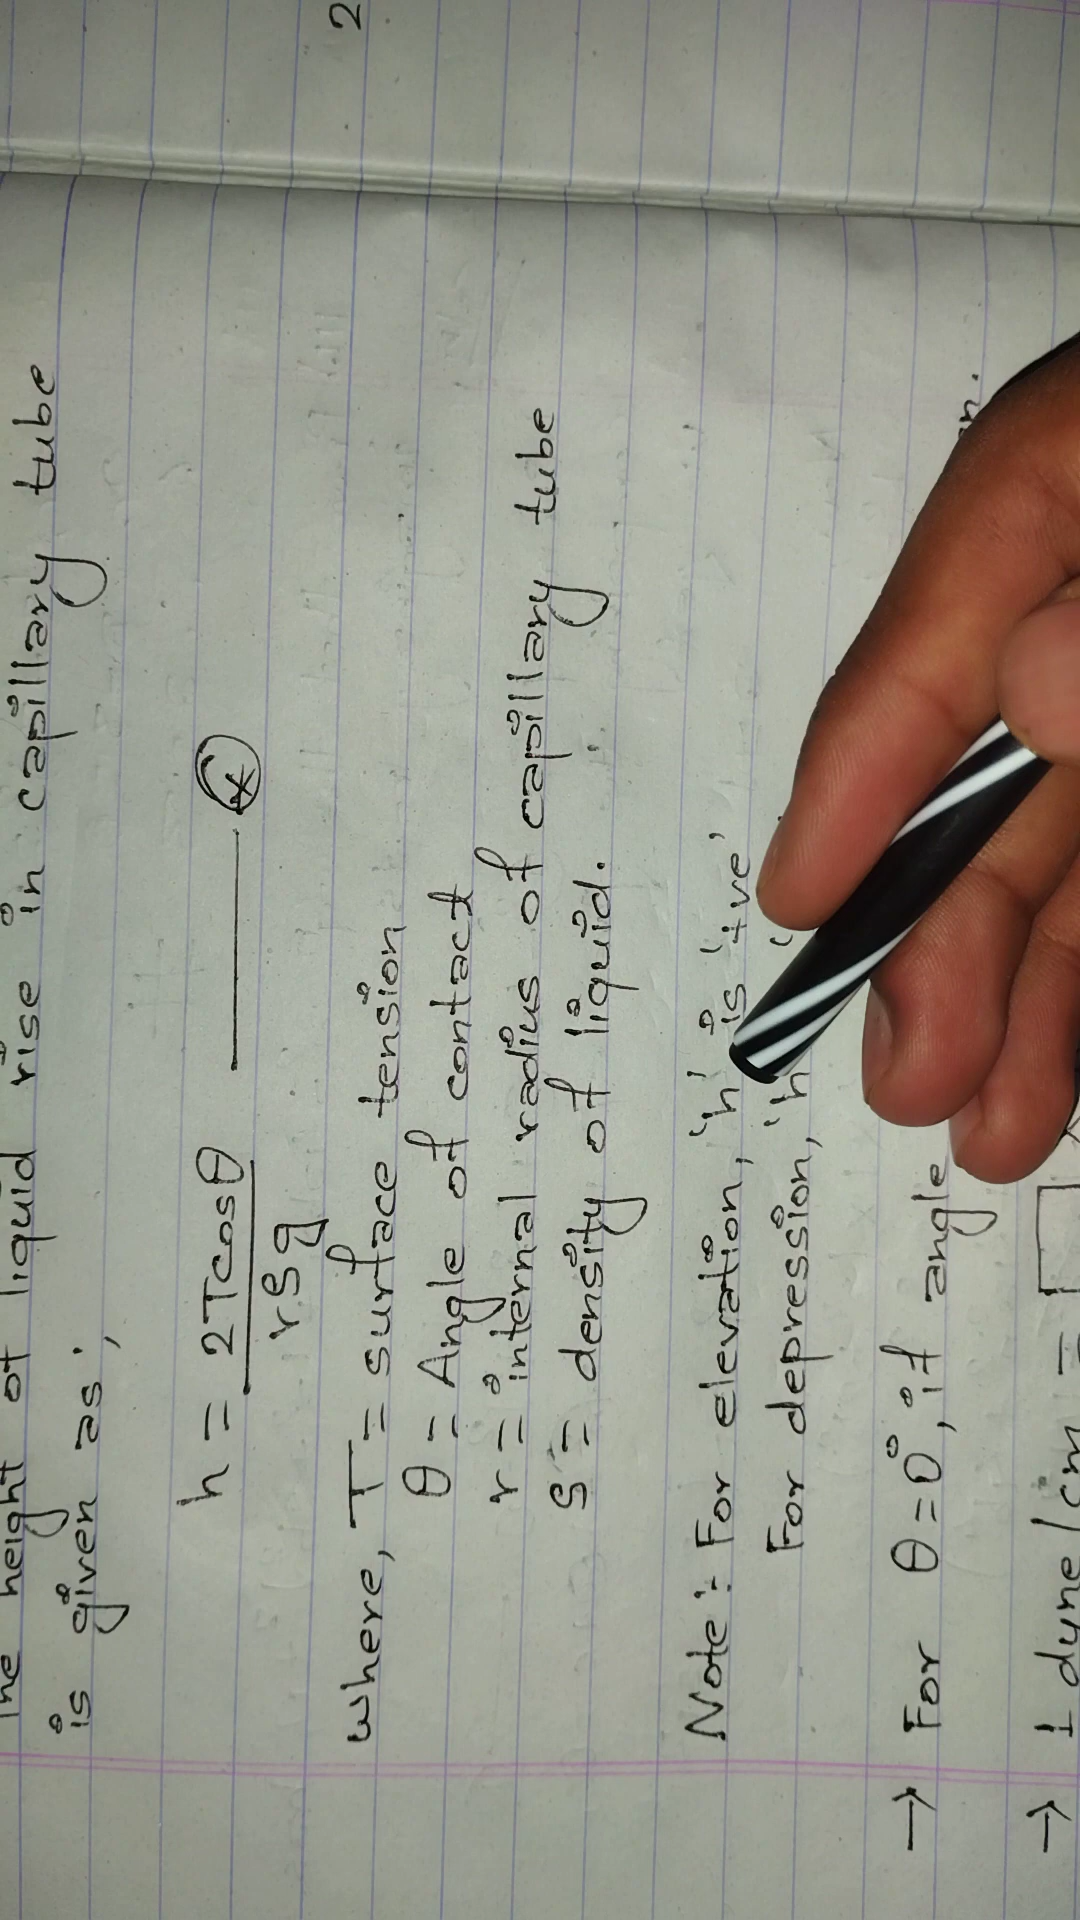 The height of liquid rise in capillary tube
is given as;
h = 2Tcosθ / rSg ——— *
where, T = surface tension
θ = Angle of contact
r = internal radius of capillary tube
S = density of liquid.
Note:- For elevation, 'h' is '+ve'
For depression, 'h
→ For θ = 0°, if angle
→ 1 dyne/cm =
2